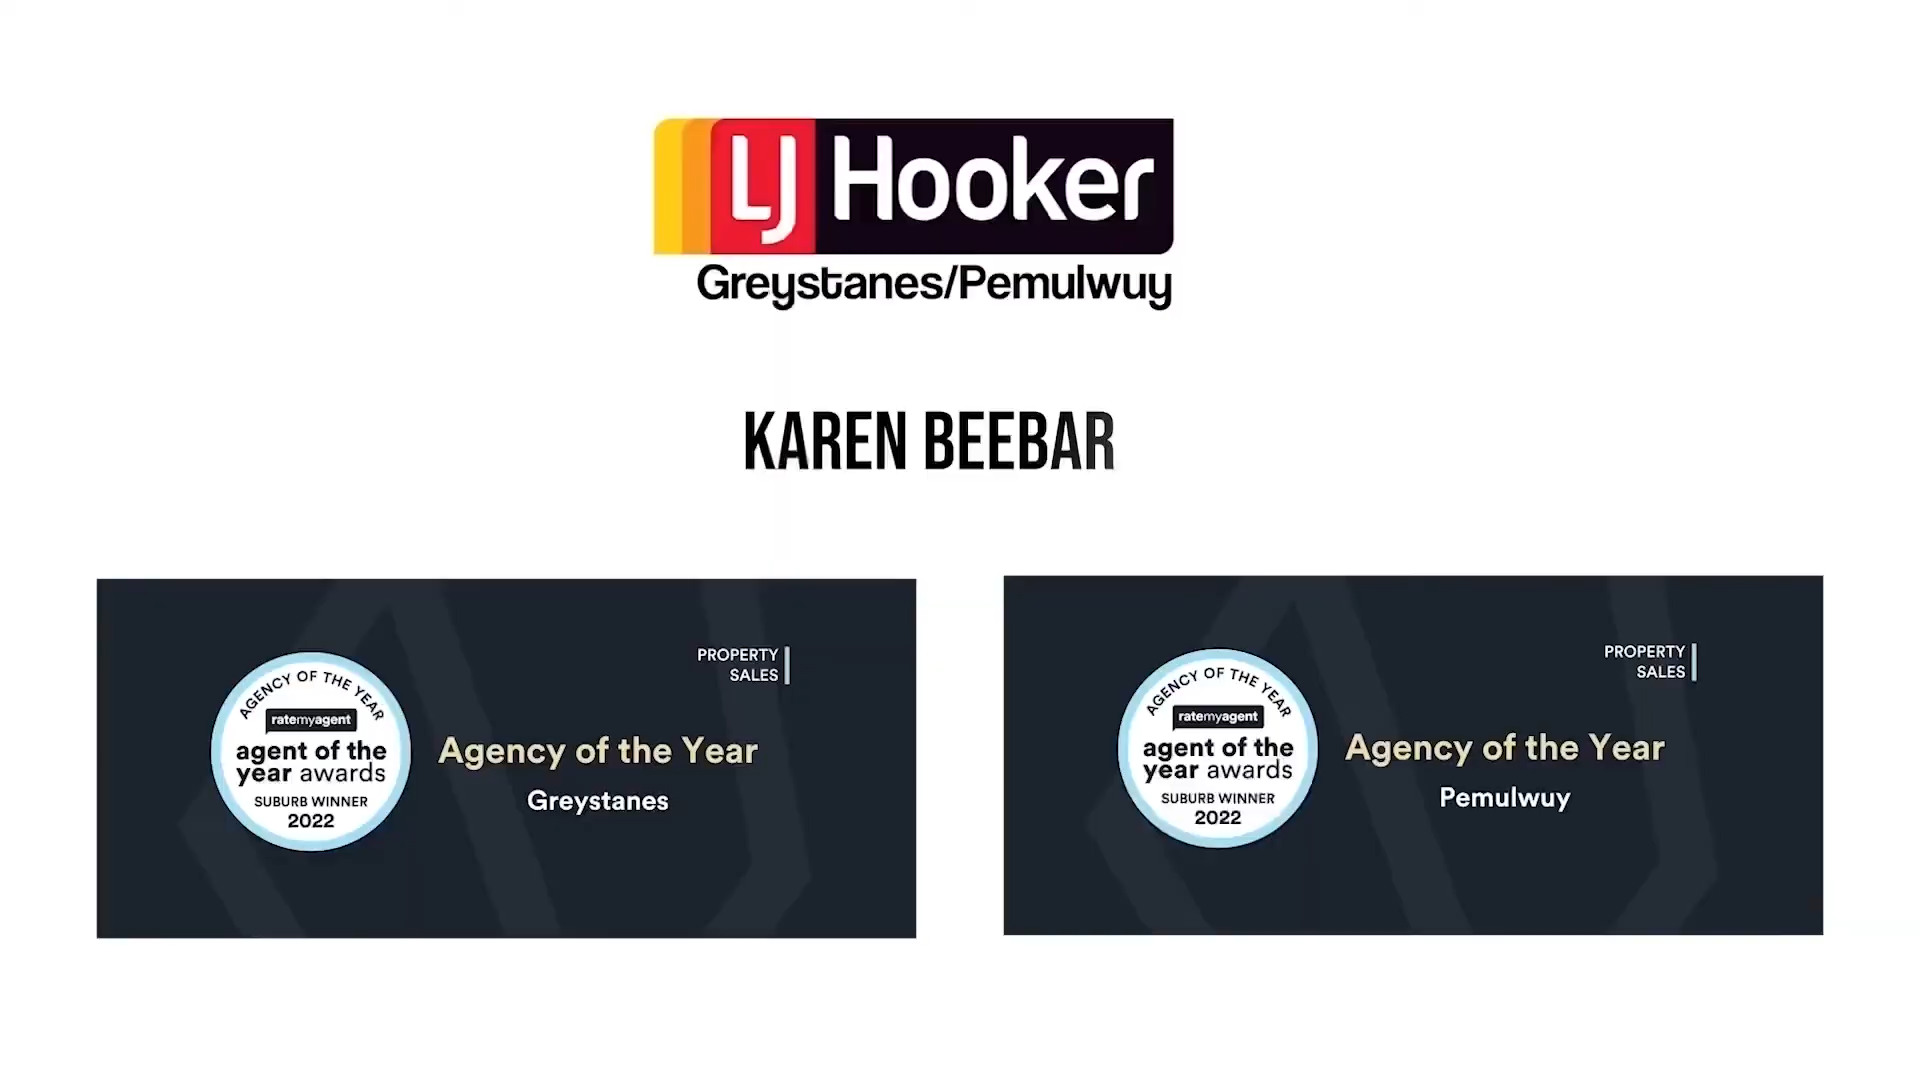 LJ Hooker
Greystanes/Pemulwuy
KAREN BEEBAR
PROPERTY
SALES
AGENCY OF THE YEAR
ratemyagent
agent of the
year awards
SUBURB WINNER
2022
Agency of the Year
Greystanes
PROPERTY
SALES
AGENCY OF THE YEAR
ratemyagent
agent of the
year awards
SUBURB WINNER
2022
Agency of the Year
Pemulwuy